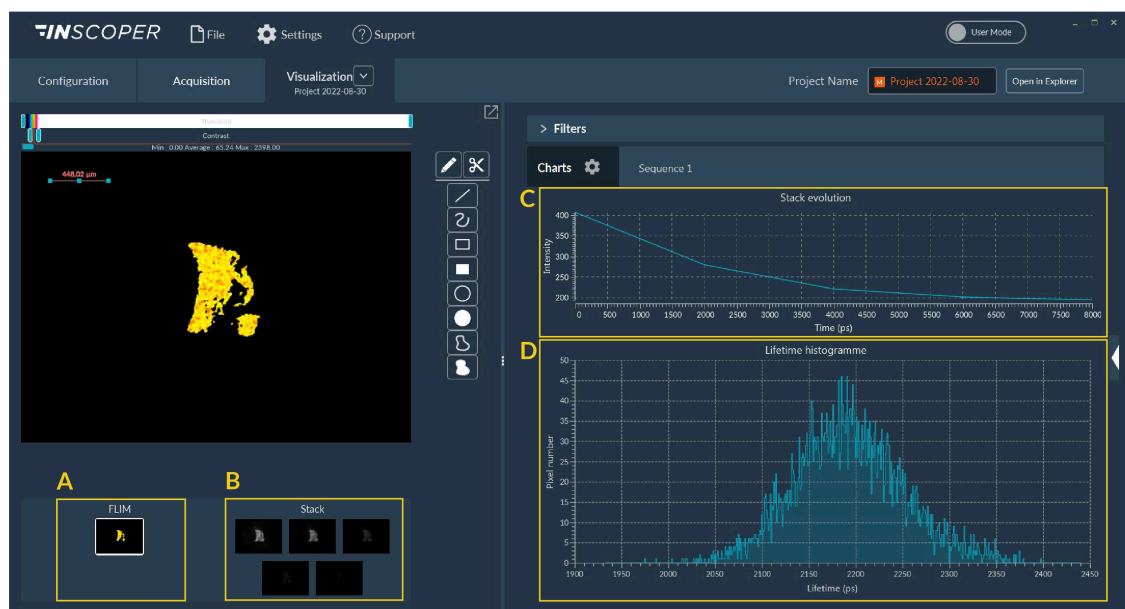 INSCOPER File Settings ? Support User Mode
Configuration Acquisition Visualization Project Name M Project 2022-08-30 Open in Explorer
Project 2022-08-30
Threshold
Contrast
Min : 0.00 Average : 65.24 Max : 2398.00
448.02 µm
A
FLIM
B
Stack
> Filters
Charts Sequence 1
C
Stack evolution
Intensity
400
350
300
250
200
0 500 1000 1500 2000 2500 3000 3500 4000 4500 5000 5500 6000 6500 7000 7500 8000
Time (ps)
D
Lifetime histogramme
Pixel number
50
45
40
35
30
25
20
15
10
5
0
1900 1950 2000 2050 2100 2150 2200 2250 2300 2350 2400 2450
Lifetime (ps)